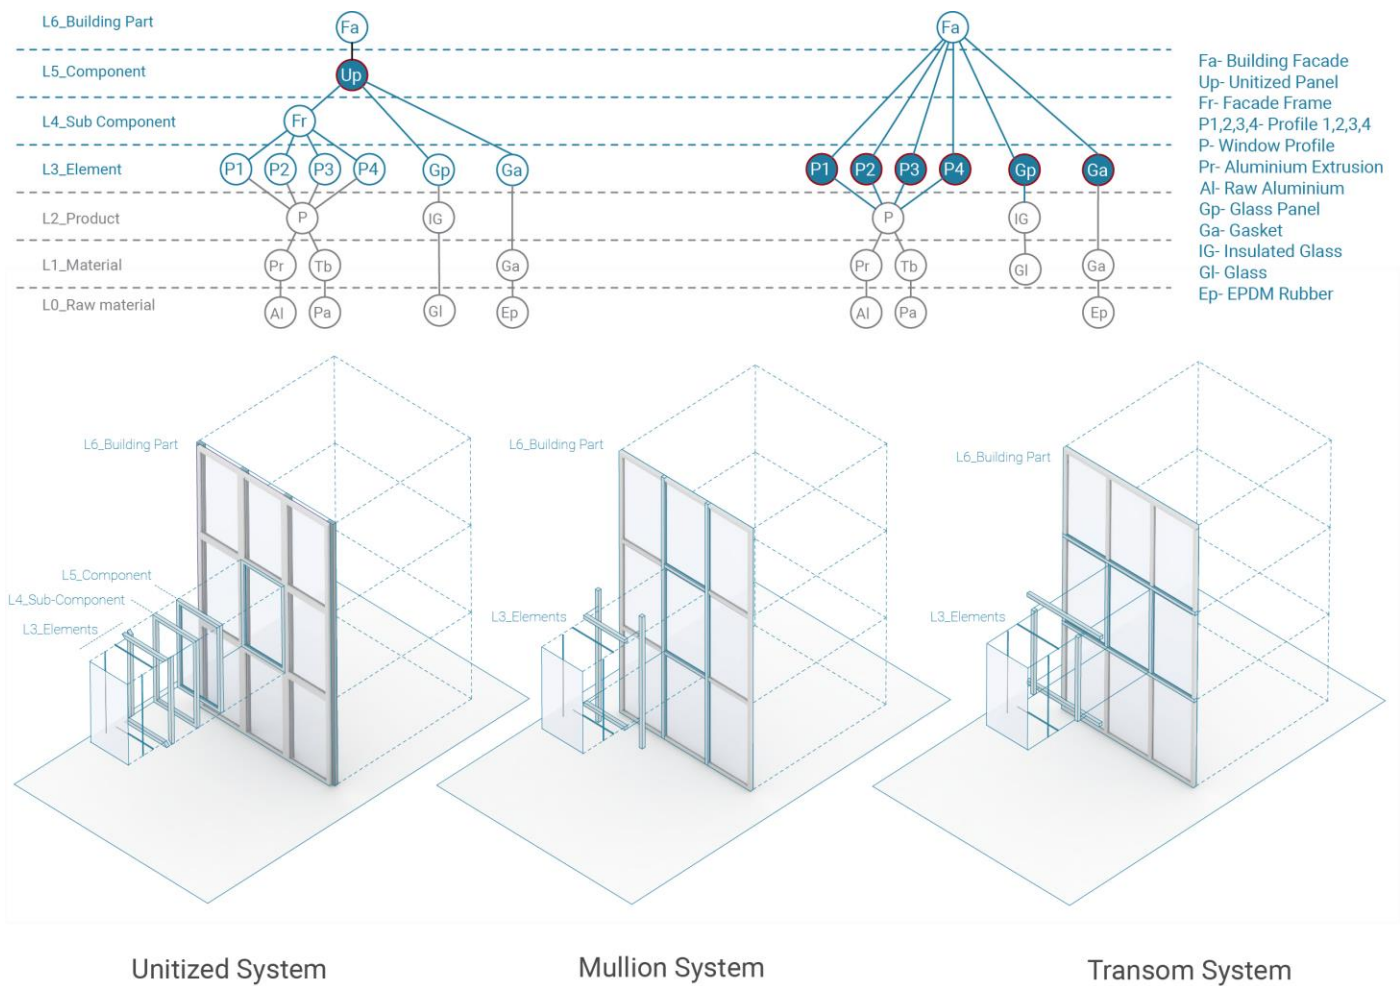 L6_Building Part
Fa
Fa
L5_Component
Up
L4_Sub Component
Fr
L3_Element
P1 P2 P3 P4 Gp Ga
P1 P2 P3 P4 Gp Ga
L2_Product
P IG
P IG
L1_Material
Pr Tb Ga
Pr Tb Gl Ga
L0_Raw material
Al Pa Gl Ep
Al Pa Ep
Fa- Building Facade
Up- Unitized Panel
Fr- Facade Frame
P1,2,3,4- Profile 1,2,3,4
P- Window Profile
Pr- Aluminium Extrusion
Al- Raw Aluminium
Gp- Glass Panel
Ga- Gasket
IG- Insulated Glass
Gl- Glass
Ep- EPDM Rubber
L6_Building Part
L5_Component
L4_Sub-Component
L3_Elements
L6_Building Part
L3_Elements
L6_Building Part
L3_Elements
Unitized System
Mullion System
Transom System